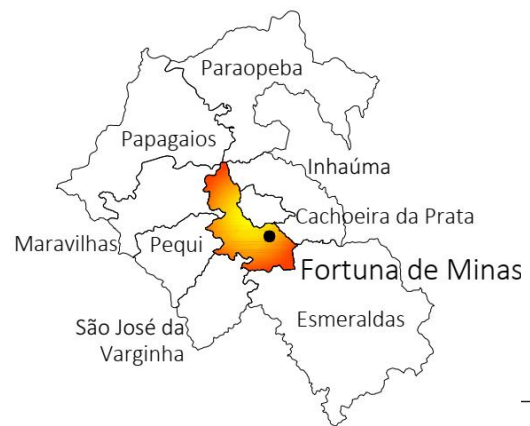 Paraopeba
Papagaios
Inhaúma
Cachoeira da Prata
Maravilhas
Pequi
Fortuna de Minas
São José da
Varginha
Esmeraldas